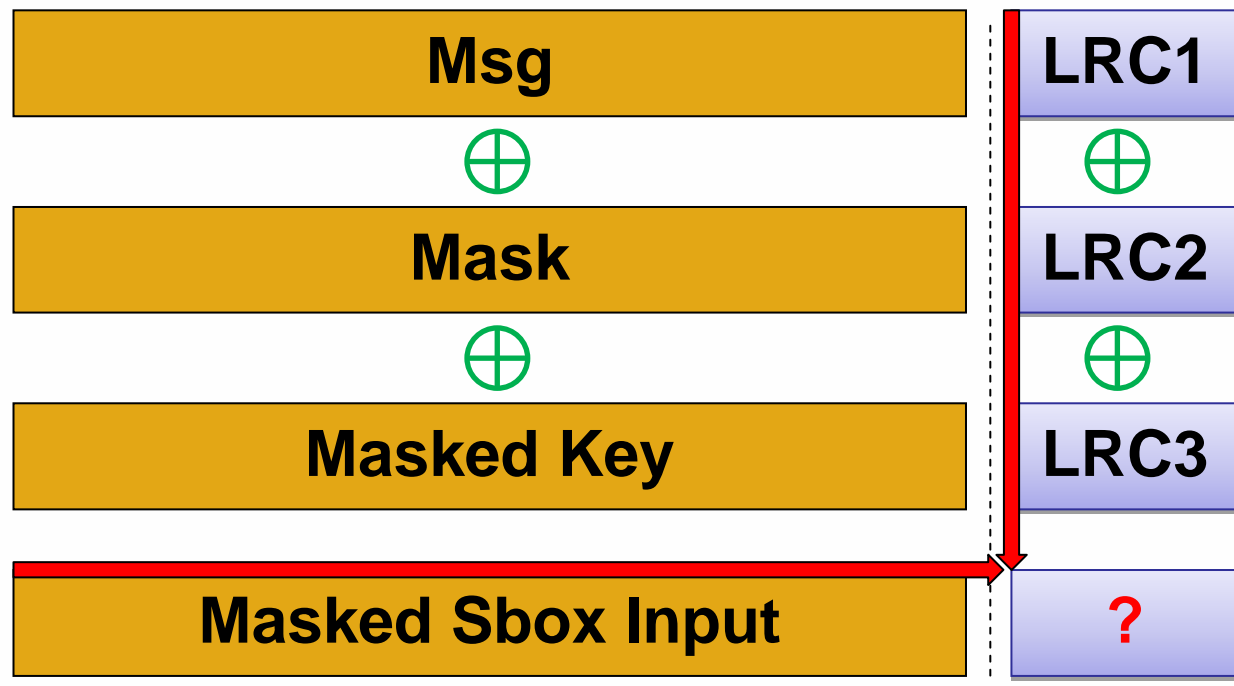 Msg LRC1
Mask LRC2
Masked Key LRC3
Masked Sbox Input ?